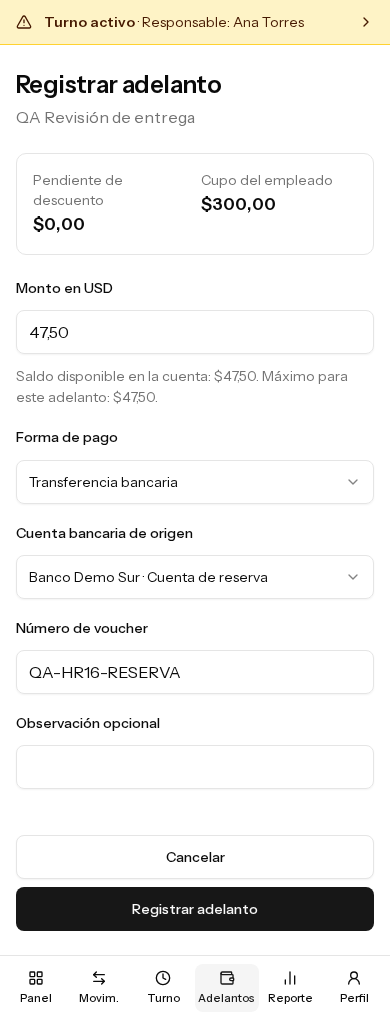 Turno activo · Responsable: Ana Torres
Registrar adelanto
QA Revisión de entrega
Pendiente de descuento
$0,00
Cupo del empleado
$300,00
Monto en USD
47,50
Saldo disponible en la cuenta: $47,50. Máximo para
este adelanto: $47,50.
Forma de pago
Transferencia bancaria
Cuenta bancaria de origen
Banco Demo Sur · Cuenta de reserva
Número de voucher
QA-HR16-RESERVA
Observación opcional
Cancelar
Registrar adelanto
Panel
Movim.
Turno
Adelantos
Reporte
Perfil